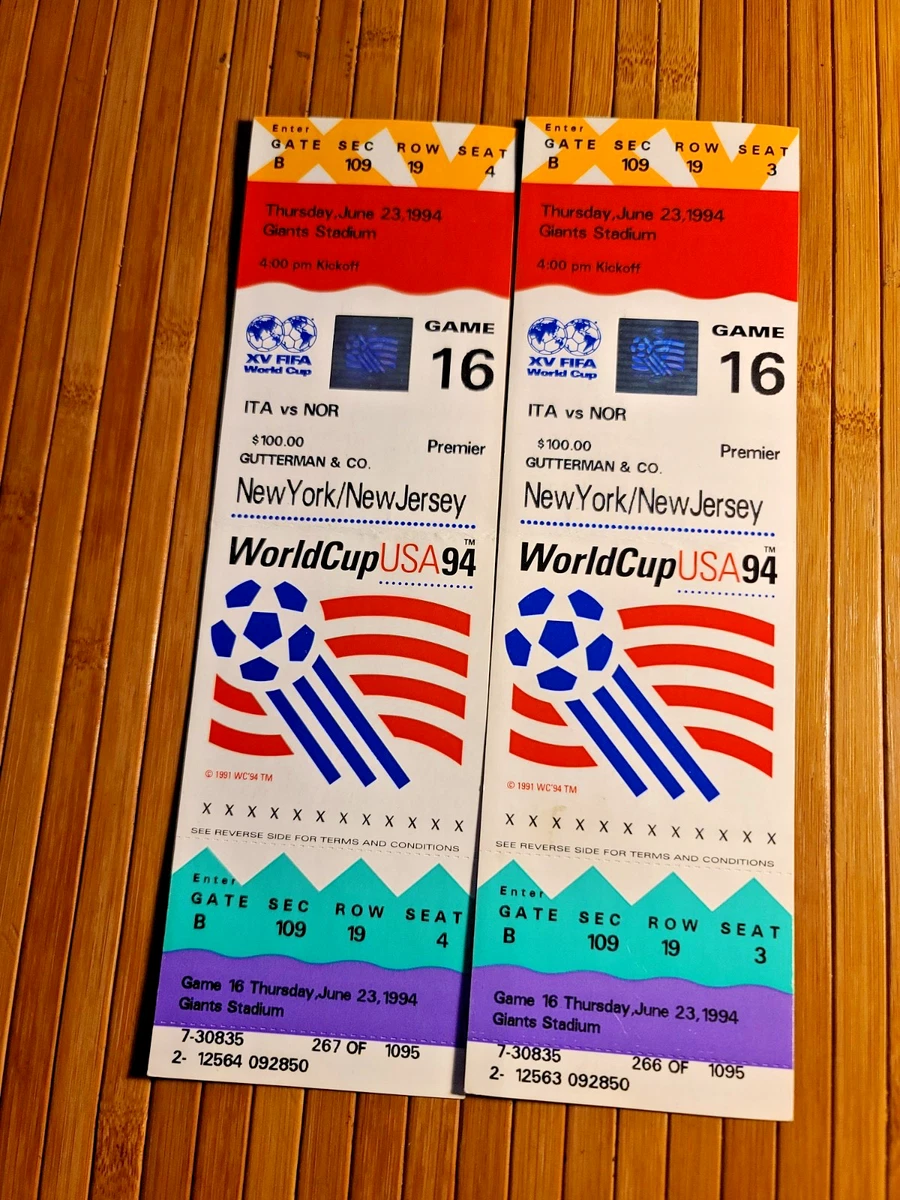 Enter
GATE SEC ROW SEAT
B 109 19 4
Thursday,June 23,1994
Giants Stadium
4:00 pm Kickoff
XV FIFA
World Cup
GAME
16
ITA vs NOR
$100.00 Premier
GUTTERMAN & CO.
NewYork/NewJersey
WorldCupUSA94™
© 1991 WC'94 TM
X X X X X X X X X X X X
SEE REVERSE SIDE FOR TERMS AND CONDITIONS
Enter
GATE SEC ROW SEAT
B 109 19 4
Game 16 Thursday,June 23,1994
Giants Stadium
7-30835 267 OF 1095
2- 12564 092850
Enter
GATE SEC ROW SEAT
B 109 19 3
Thursday,June 23,1994
Giants Stadium
4:00 pm Kickoff
XV FIFA
World Cup
GAME
16
ITA vs NOR
$100.00 Premier
GUTTERMAN & CO.
NewYork/NewJersey
WorldCupUSA94™
© 1991 WC'94 TM
X X X X X X X X X X X X
SEE REVERSE SIDE FOR TERMS AND CONDITIONS
Enter
GATE SEC ROW SEAT
B 109 19 3
Game 16 Thursday,June 23,1994
Giants Stadium
7-30835 266 OF 1095
2- 12563 092850